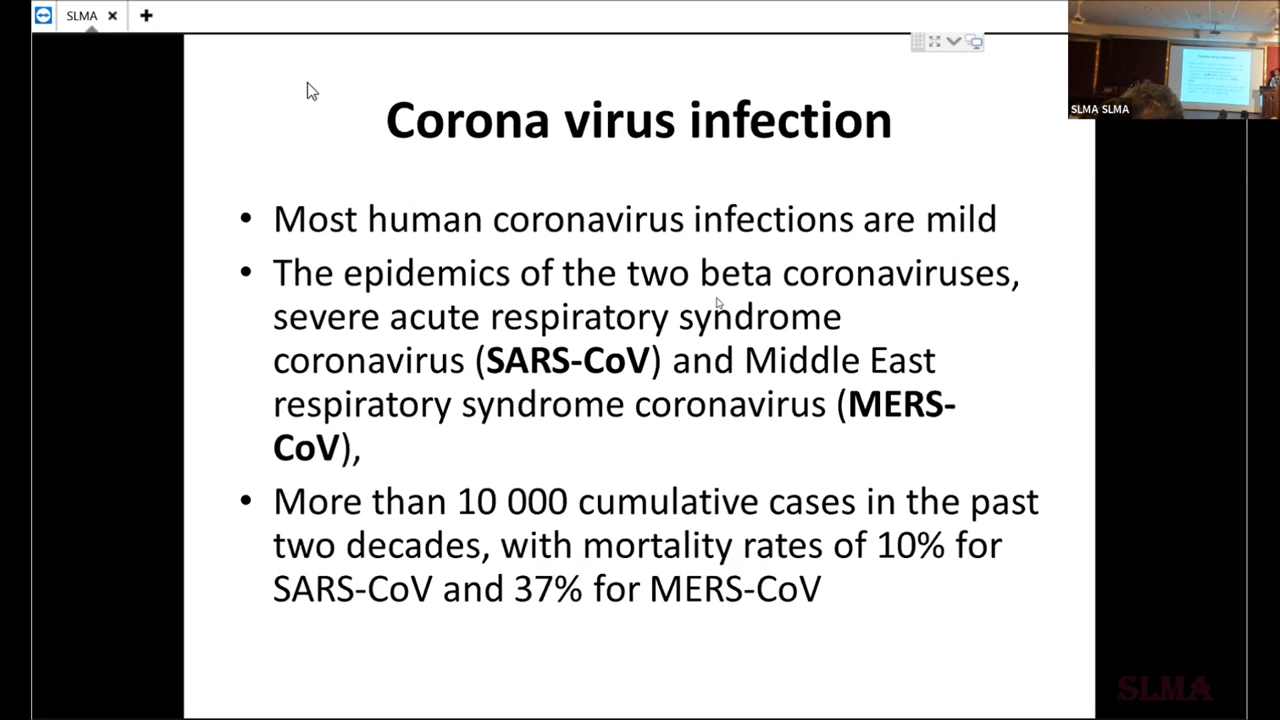 SLMA
SLMA SLMA
Corona virus infection
• Most human coronavirus infections are mild
• The epidemics of the two beta coronaviruses,
severe acute respiratory syndrome
coronavirus (SARS-CoV) and Middle East
respiratory syndrome coronavirus (MERS-
CoV),
• More than 10 000 cumulative cases in the past
two decades, with mortality rates of 10% for
SARS-CoV and 37% for MERS-CoV
SLMA